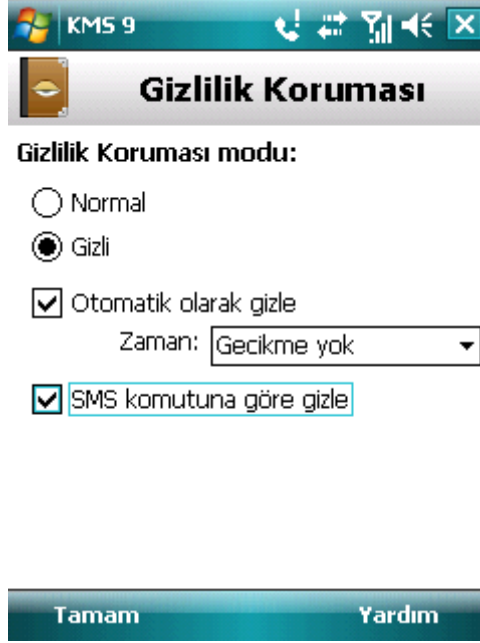 KMS 9
Gizlilik Koruması
Gizlilik Koruması modu:
Normal
Gizli
Otomatik olarak gizle
Zaman: Gecikme yok
SMS komutuna göre gizle
Tamam Yardım